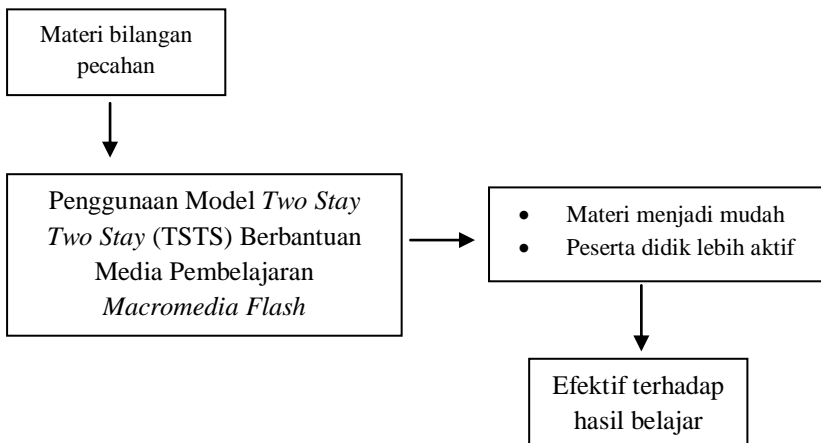 Materi bilangan
pecahan
Penggunaan Model Two Stay
Two Stay (TSTS) Berbantuan
Media Pembelajaran
Macromedia Flash
• Materi menjadi mudah
• Peserta didik lebih aktif
Efektif terhadap
hasil belajar